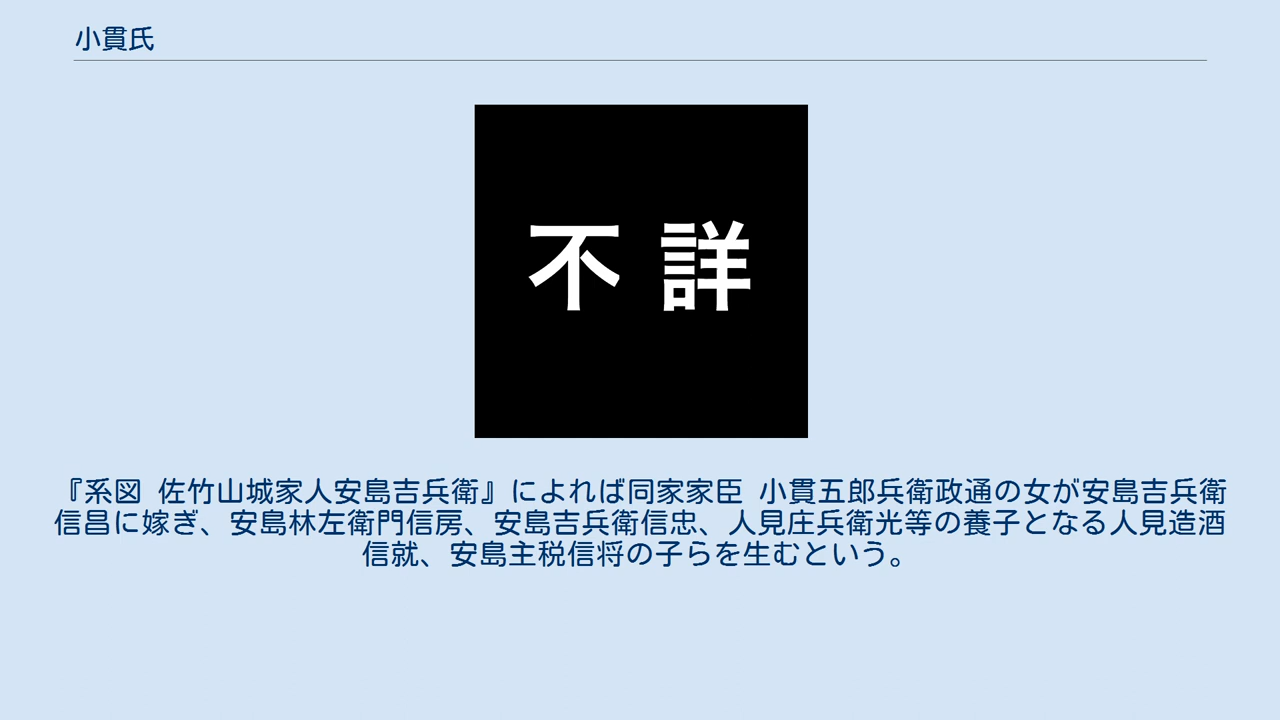 小貫氏
不 詳
『系図 佐竹山城家人安島吉兵衛』によれば同家家臣 小貫五郎兵衛政通の女が安島吉兵衛
信昌に嫁ぎ、安島林左衛門信房、安島吉兵衛信忠、人見庄兵衛光等の養子となる人見造酒
信就、安島主税信将の子らを生むという。